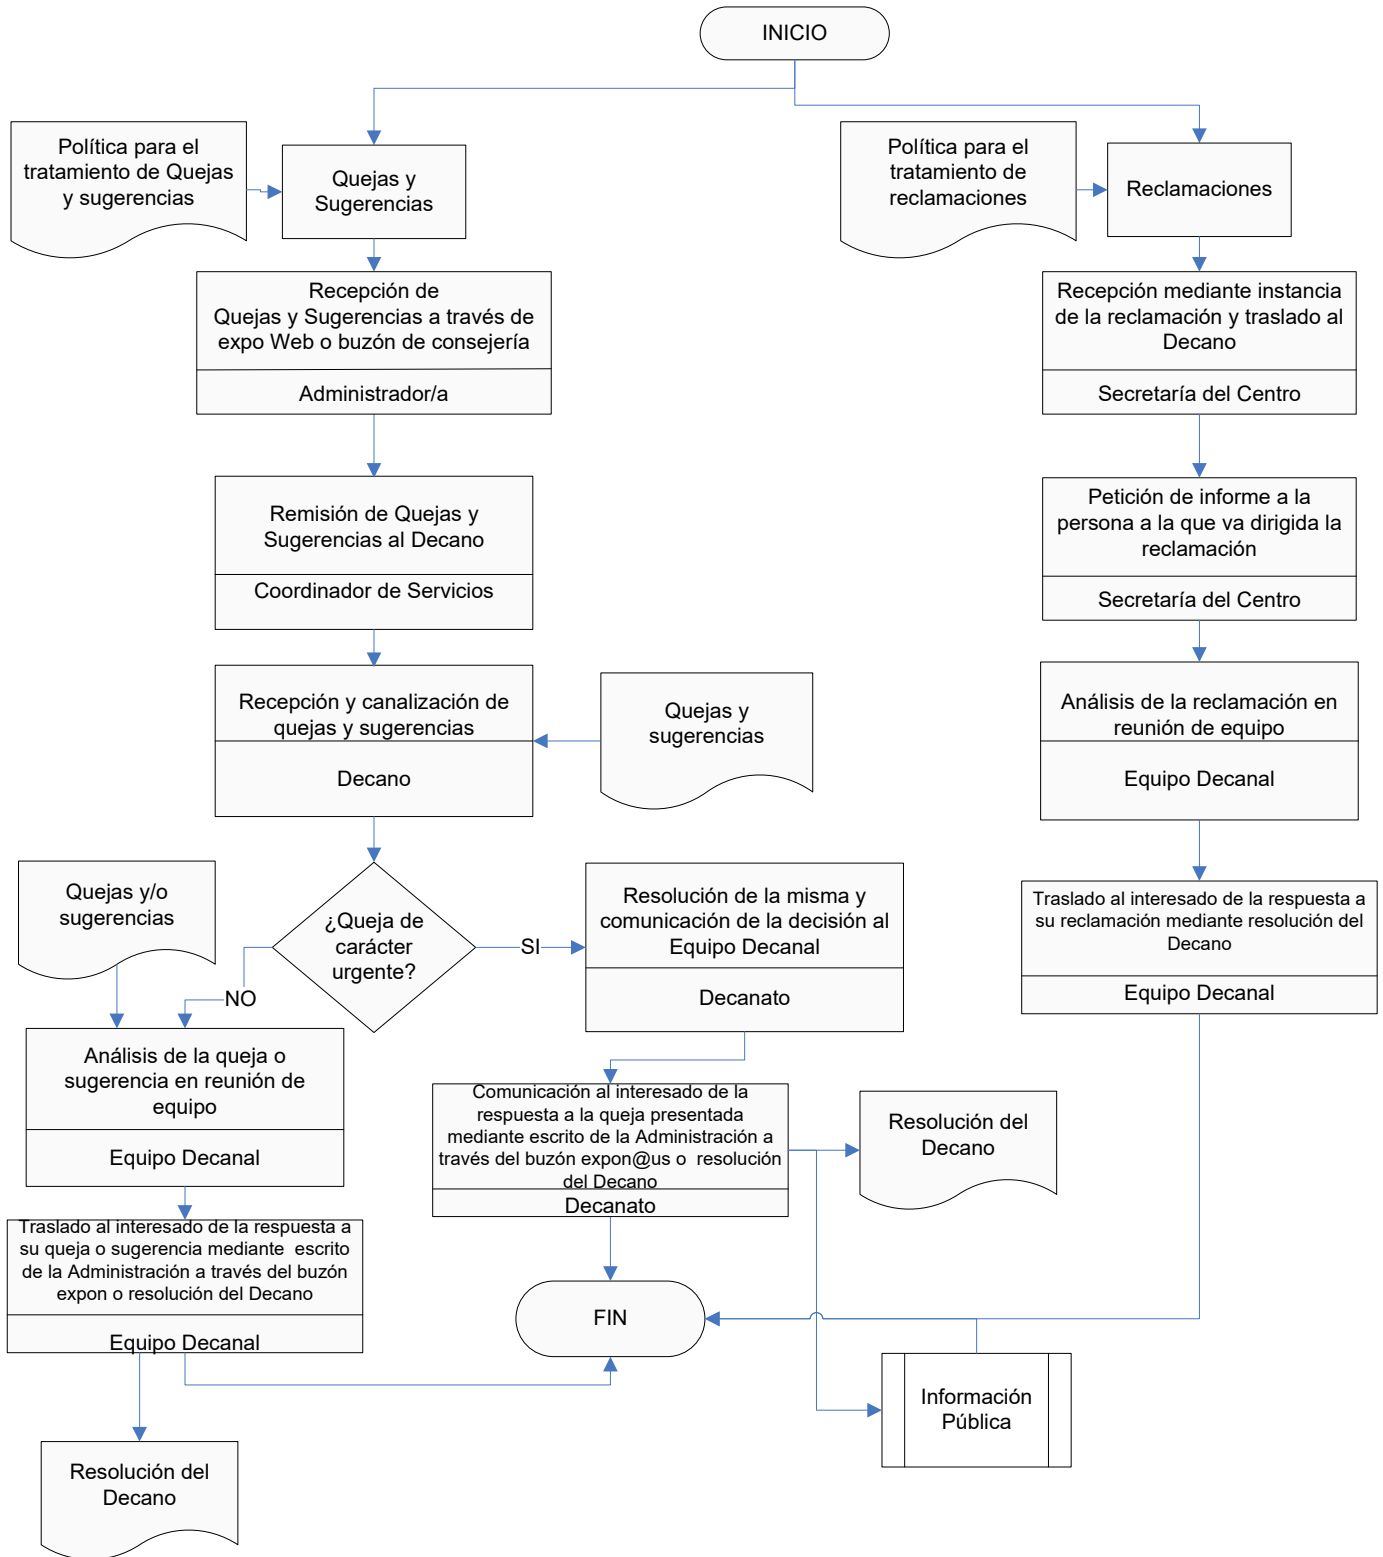 INICIO
Política para el
tratamiento de Quejas
y sugerencias
Quejas y
Sugerencias
Política para el
tratamiento de
reclamaciones
Reclamaciones
Recepción de
Quejas y Sugerencias a través de
expo Web o buzón de consejería
Administrador/a
Recepción mediante instancia
de la reclamación y traslado al
Decano
Secretaría del Centro
Remisión de Quejas y
Sugerencias al Decano
Coordinador de Servicios
Petición de informe a la
persona a la que va dirigida la
reclamación
Secretaría del Centro
Recepción y canalización de
quejas y sugerencias
Decano
Quejas y
sugerencias
Análisis de la reclamación en
reunión de equipo
Equipo Decanal
Quejas y/o
sugerencias
¿Queja de
carácter
urgente?
SI
NO
Resolución de la misma y
comunicación de la decisión al
Equipo Decanal
Decanato
Traslado al interesado de la respuesta a
su reclamación mediante resolución del
Decano
Equipo Decanal
Análisis de la queja o
sugerencia en reunión de
equipo
Equipo Decanal
Comunicación al interesado de la
respuesta a la queja presentada
mediante escrito de la Administración a
través del buzón expon@us o  resolución
del Decano
Decanato
Resolución del
Decano
Traslado al interesado de la respuesta a
su queja o sugerencia mediante  escrito
de la Administración a través del buzón
expon o resolución del Decano
Equipo Decanal
FIN
Información
Pública
Resolución del
Decano